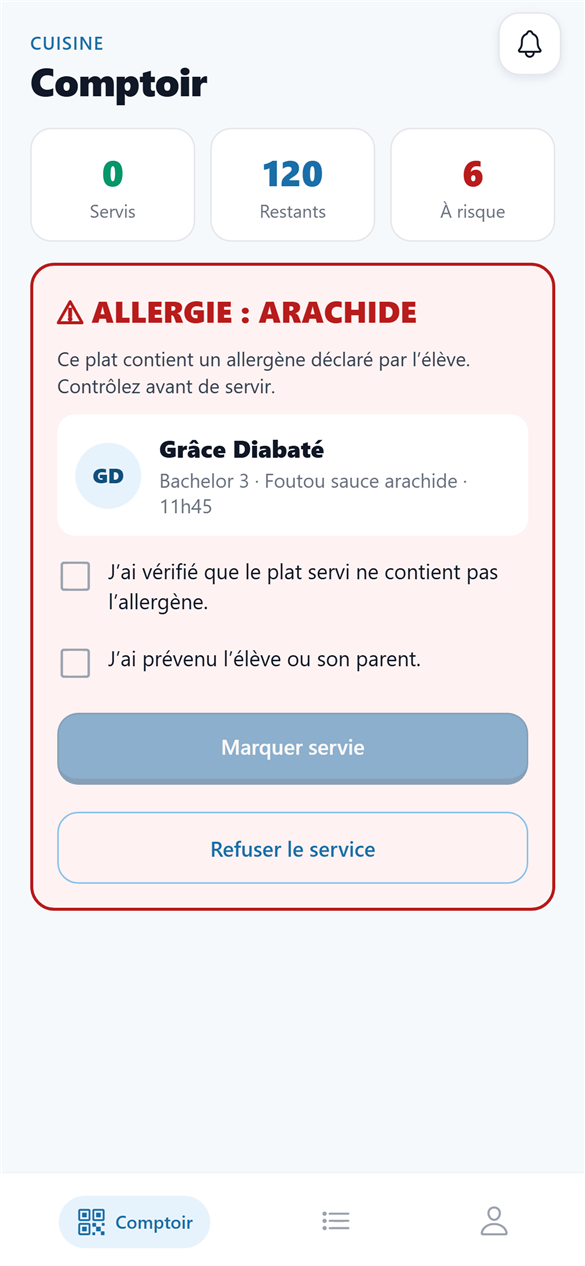 CUISINE
Comptoir
0
Servis
120
Restants
6
À risque
⚠ ALLERGIE : ARACHIDE
Ce plat contient un allergène déclaré par l’élève.
Contrôlez avant de servir.
GD
Grâce Diabaté
Bachelor 3 · Foutou sauce arachide ·
11h45
J’ai vérifié que le plat servi ne contient pas
l’allergène.
J’ai prévenu l’élève ou son parent.
Marquer servie
Refuser le service
Comptoir